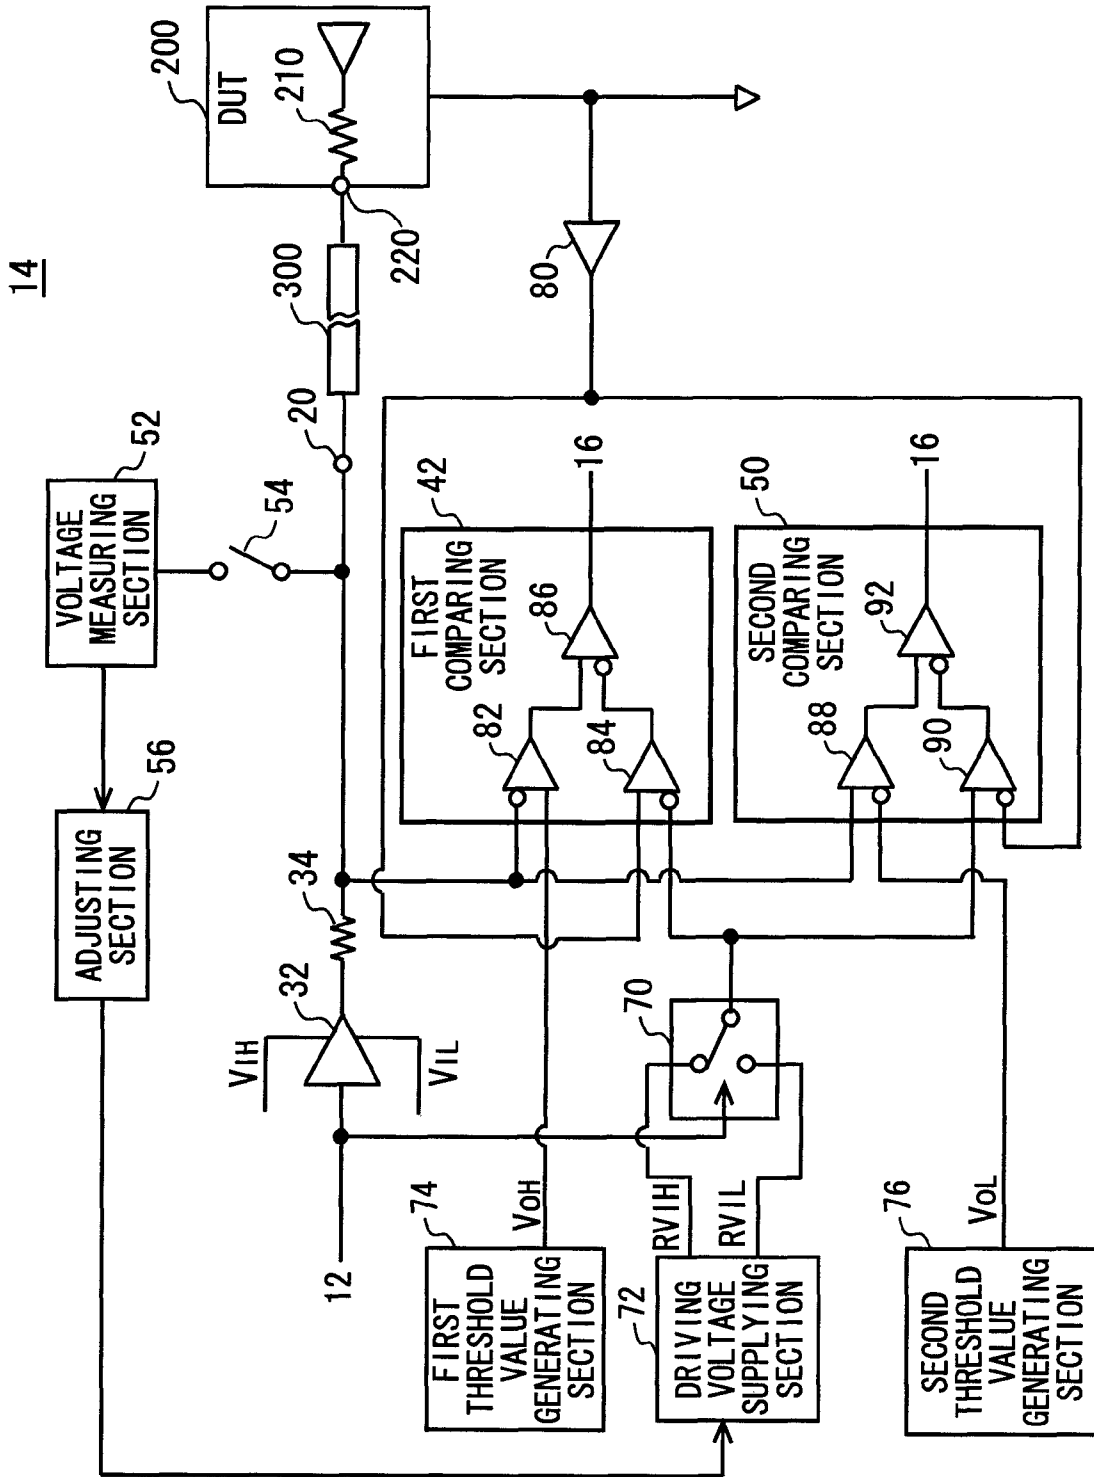 14
200
DUT
210
220
300
20
VOLTAGE
MEASURING
SECTION
52
54
ADJUSTING
SECTION
56
34
32
VIH
VIL
12
80
FIRST
COMPARING
SECTION
42
82
84
86
16
SECOND
COMPARING
SECTION
50
88
90
92
16
70
FIRST
THRESHOLD
VALUE
GENERATING
SECTION
74
VOH
DRIVING
VOLTAGE
SUPPLYING
SECTION
72
RVIH
RVIL
SECOND
THRESHOLD
VALUE
GENERATING
SECTION
76
VOL